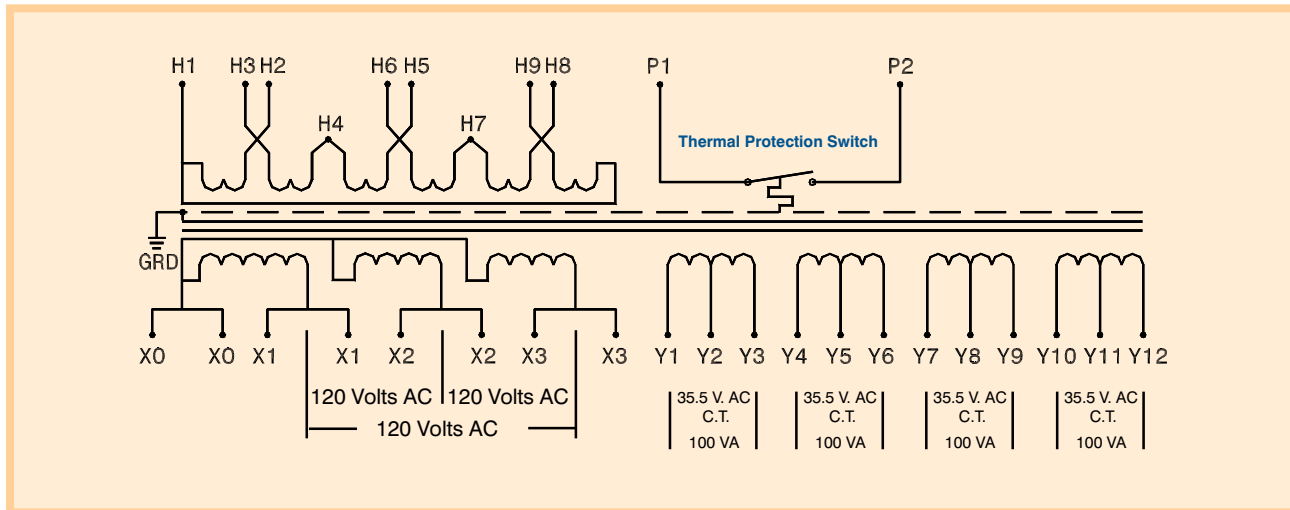 H1 H3 H2 H6 H5 H9 H8 P1 P2
H4 H7
Thermal Protection Switch
GRD
X0 X0 X1 X1 X2 X2 X3 X3 Y1 Y2 Y3 Y4 Y5 Y6 Y7 Y8 Y9 Y10 Y11 Y12
120 Volts AC 120 Volts AC
120 Volts AC
35.5 V. AC 35.5 V. AC 35.5 V. AC 35.5 V. AC
C.T. C.T. C.T. C.T.
100 VA 100 VA 100 VA 100 VA